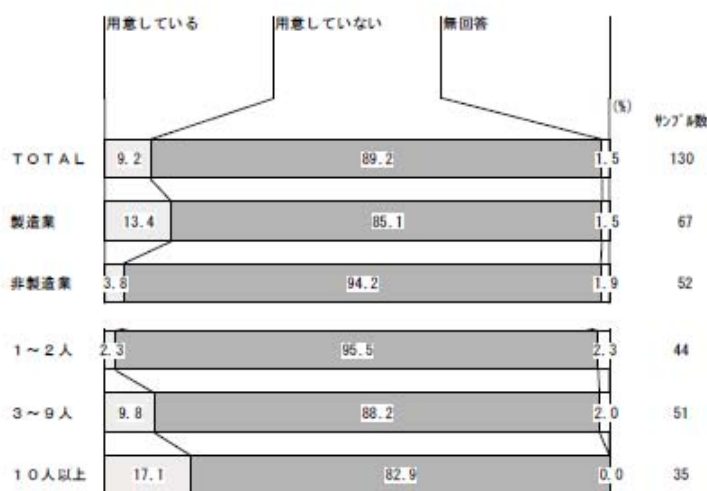 用意している 用意していない 無回答
(%) ｻﾝﾌﾟﾙ数
ＴＯＴＡＬ 9.2 89.2 1.5 130
製造業 13.4 85.1 1.5 67
非製造業 3.8 94.2 1.9 52
１～２人 2.3 95.5 2.3 44
３～９人 9.8 88.2 2.0 51
１０人以上 17.1 82.9 0.0 35